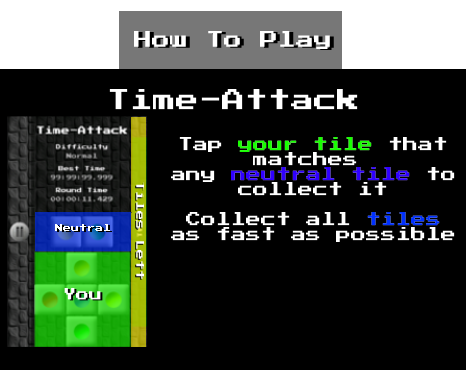 How To Play
Time-Attack
Time-Attack
Difficulty
Normal
Best Time
99:99:99.999
Round Time
00:00:11.429
Neutral
You
Tiles Left
Tap your tile that
matches
any neutral tile to
collect it
Collect all tiles
as fast as possible